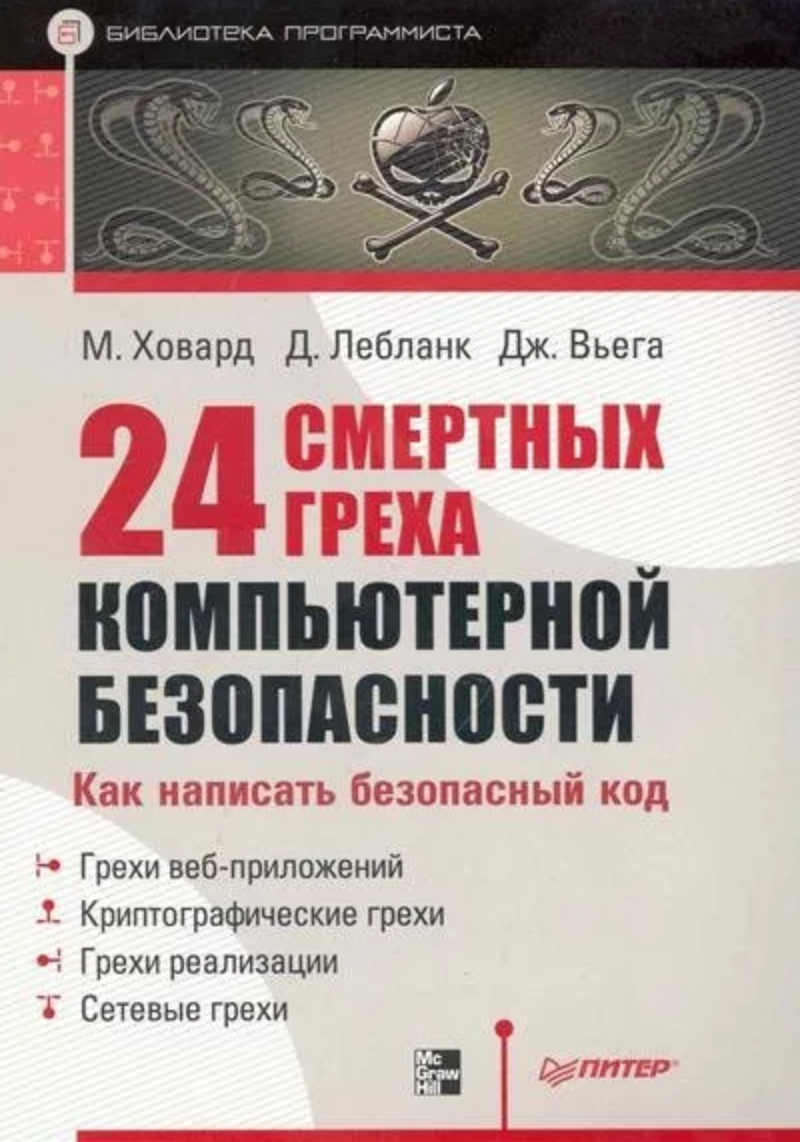 БИБЛИОТЕКА ПРОГРАММИСТА
М. Ховард Д. Лебланк Дж. Вьега
24 СМЕРТНЫХ
ГРЕХА
КОМПЬЮТЕРНОЙ
БЕЗОПАСНОСТИ
Как написать безопасный код
Грехи веб-приложений
Криптографические грехи
Грехи реализации
Сетевые грехи
Mc
Graw
Hill
ПИТЕР®